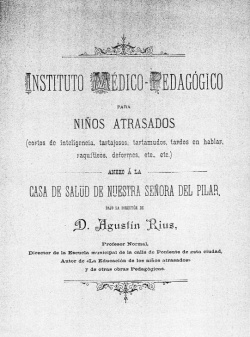 INSTITUTO MÉDICO-PEDAGÓGICO
PARA
NIÑOS ATRASADOS
(cortos de inteligencia, tartajosos, tartamudos, tardos en hablar,
raquíticos, deformes, etc., etc.)
ANEXO Á LA
CASA DE SALUD DE NUESTRA SEÑORA DEL PILAR,
BAJO LA DIRECCIÓN DE
D. Agustín Rius,
Profesor Normal,
Director de la Escuela municipal de la calle de Poniente de esta ciudad,
Autor de «La Educación de los niños atrasados»
y de otras obras Pedagógicas.